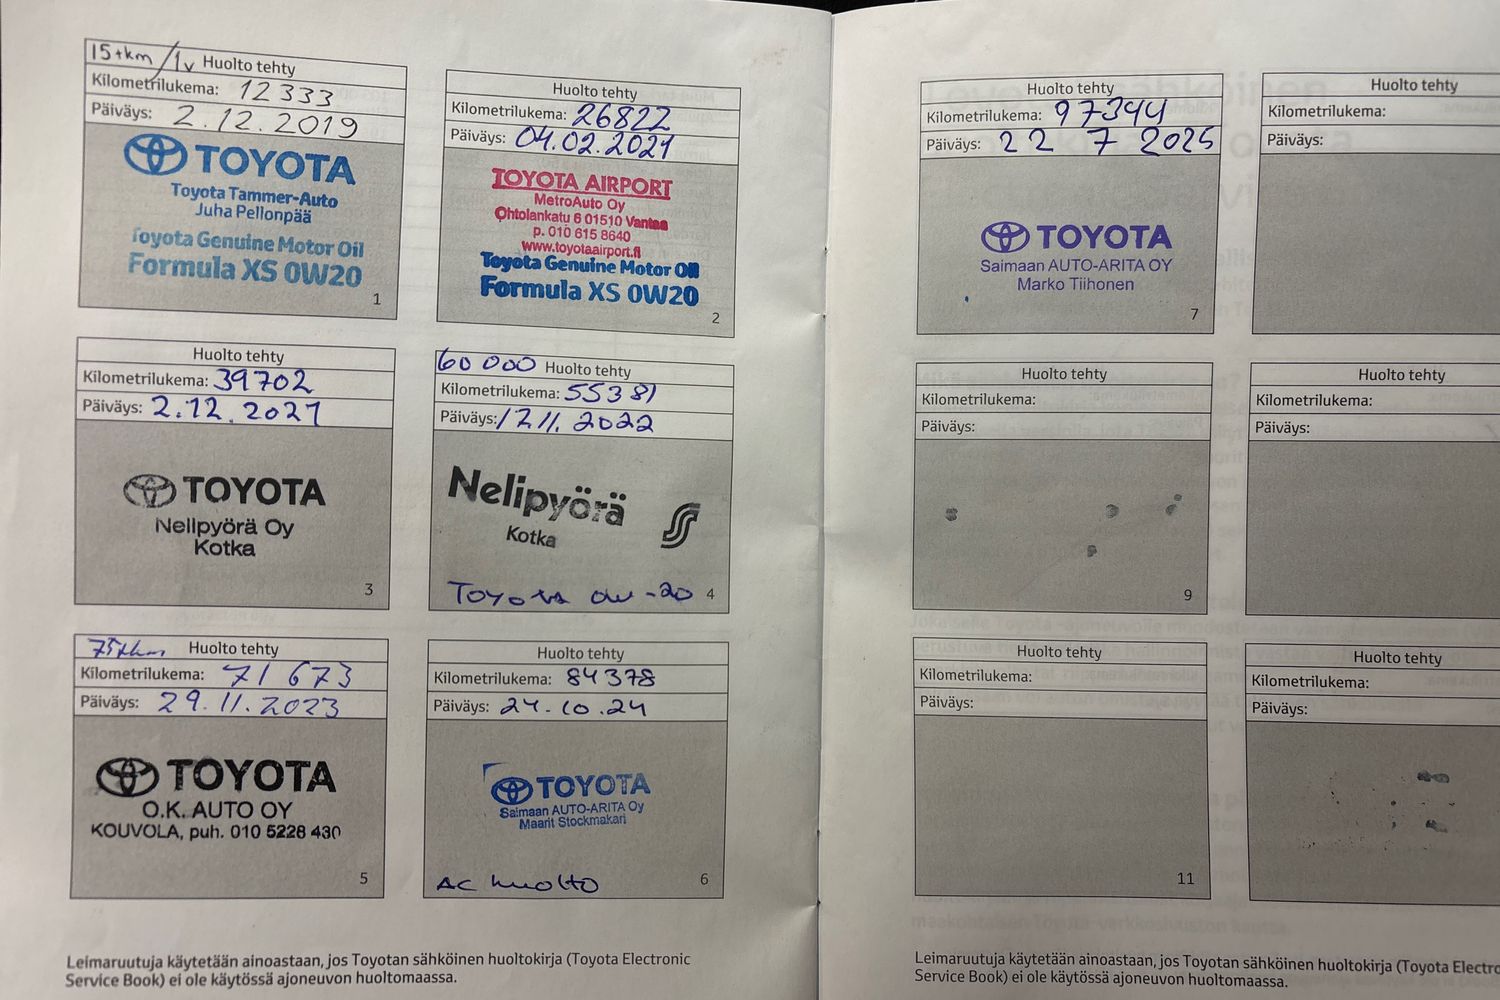 15tkm/1v Huolto tehty
Kilometrilukema: 12333
Päiväys: 2.12.2019
TOYOTA
Toyota Tammer-Auto
Juha Pellonpää
Toyota Genuine Motor Oil
Formula XS 0W20
1
Huolto tehty
Kilometrilukema: 26822
Päiväys: 04.02.2021
TOYOTA AIRPORT
MetroAuto Oy
Ohtolankatu 6 01510 Vantaa
p. 010 615 8640
www.toyotaairport.fi
Toyota Genuine Motor Oil
Formula XS 0W20
2
Huolto tehty
Kilometrilukema: 39702
Päiväys: 2.12.2021
TOYOTA
Nelipyörä Oy
Kotka
3
60 000 Huolto tehty
Kilometrilukema: 55381
Päiväys: 17.11.2022
Nelipyörä
Kotka
Toyota 0W-20
4
75tkm Huolto tehty
Kilometrilukema: 71 673
Päiväys: 29.11.2023
TOYOTA
O.K. AUTO OY
KOUVOLA, puh. 010 5228 430
5
Huolto tehty
Kilometrilukema: 84378
Päiväys: 24.10.24
TOYOTA
Saimaan AUTO-ARITA Oy
Maarit Stockmakari
AC huolto
6
Leimaruutuja käytetään ainoastaan, jos Toyotan sähköinen huoltokirja (Toyota Electronic
Service Book) ei ole käytössä ajoneuvon huoltomaassa.
Huolto tehty
Kilometrilukema: 97344
Päiväys: 22 7 2025
TOYOTA
Saimaan AUTO-ARITA OY
Marko Tiihonen
7
Huolto tehty
Kilometrilukema:
Päiväys:
Huolto tehty
Kilometrilukema:
Päiväys:
9
Huolto tehty
Kilometrilukema:
Päiväys:
Huolto tehty
Kilometrilukema:
Päiväys:
11
Huolto tehty
Kilometrilukema:
Päiväys:
Leimaruutuja käytetään ainoastaan, jos Toyotan sähköinen huoltokirja (Toyota Electro
Service Book) ei ole käytössä ajoneuvon huoltomaassa.